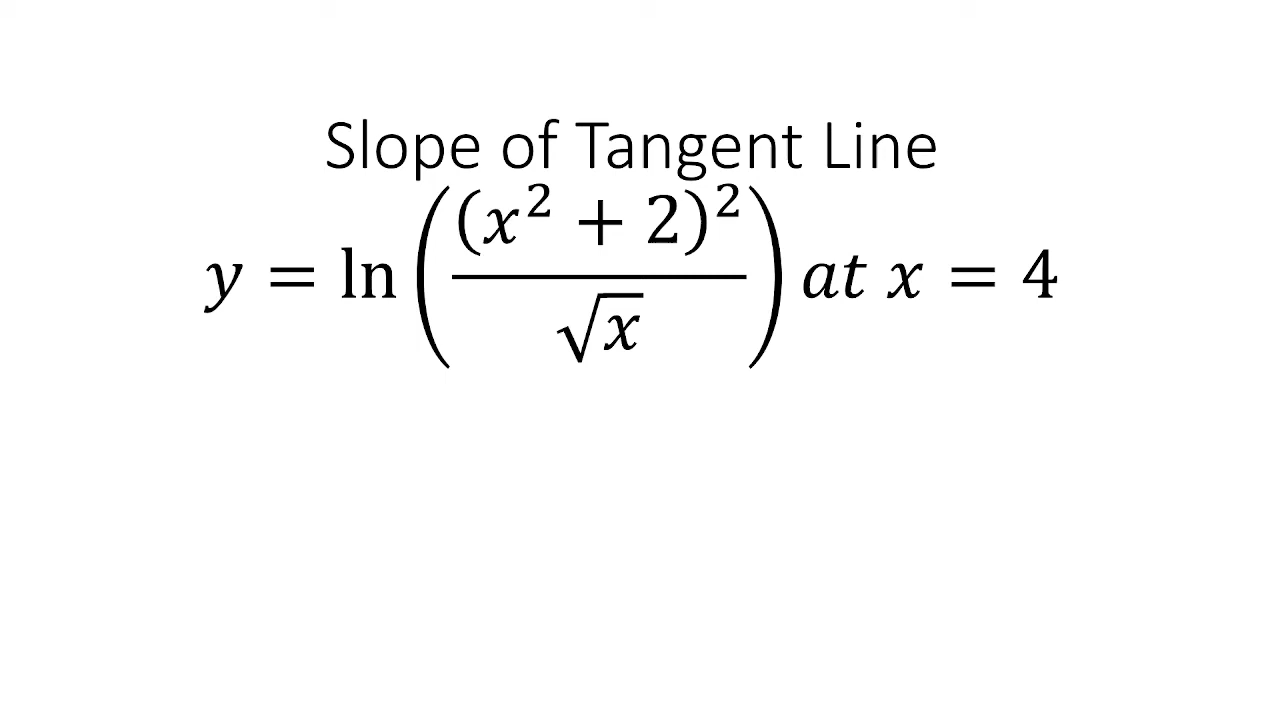 Slope of Tangent Line
y = ln((x² + 2)²/√x) at x = 4